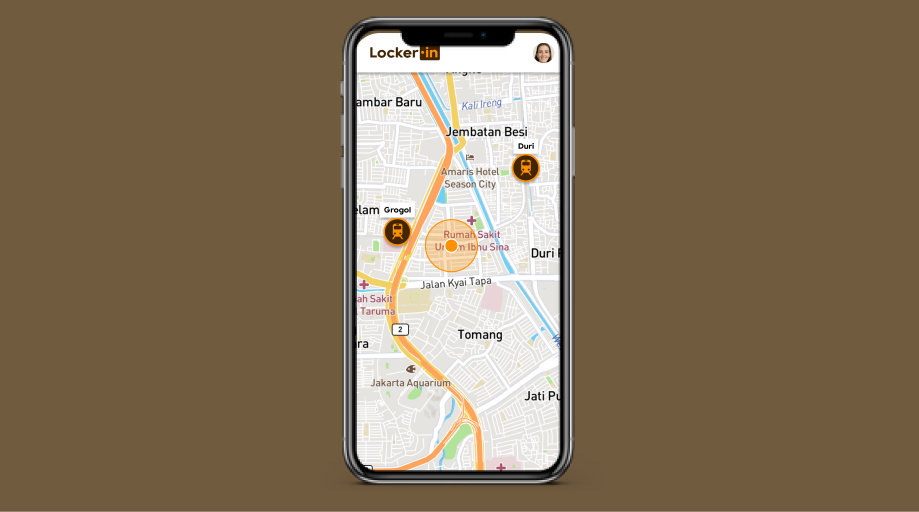 Locker·in
ambar Baru
Kali Ireng
Jembatan Besi
Duri
Amaris Hotel
Season City
elam
Grogol
Rumah Sakit
Umum Ibnu Sina
Duri
Jalan Kyai Tapa
ah Sakit
Taruma
2
Tomang
ra
Jakarta Aquarium
Jati Pu